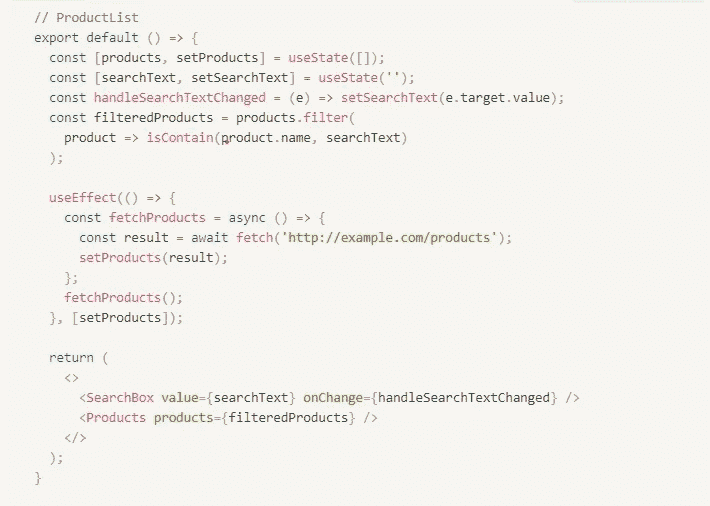 // ProductList
export default () => {
  const [products, setProducts] = useState([]);
  const [searchText, setSearchText] = useState('');
  const handleSearchTextChanged = (e) => setSearchText(e.target.value);
  const filteredProducts = products.filter(
    product => isContain(product.name, searchText)
  );

  useEffect(() => {
    const fetchProducts = async () => {
      const result = await fetch('http://example.com/products');
      setProducts(result);
    };
    fetchProducts();
  }, [setProducts]);

  return (
    <>
      <SearchBox value={searchText} onChange={handleSearchTextChanged} />
      <Products products={filteredProducts} />
    </>
  );
}